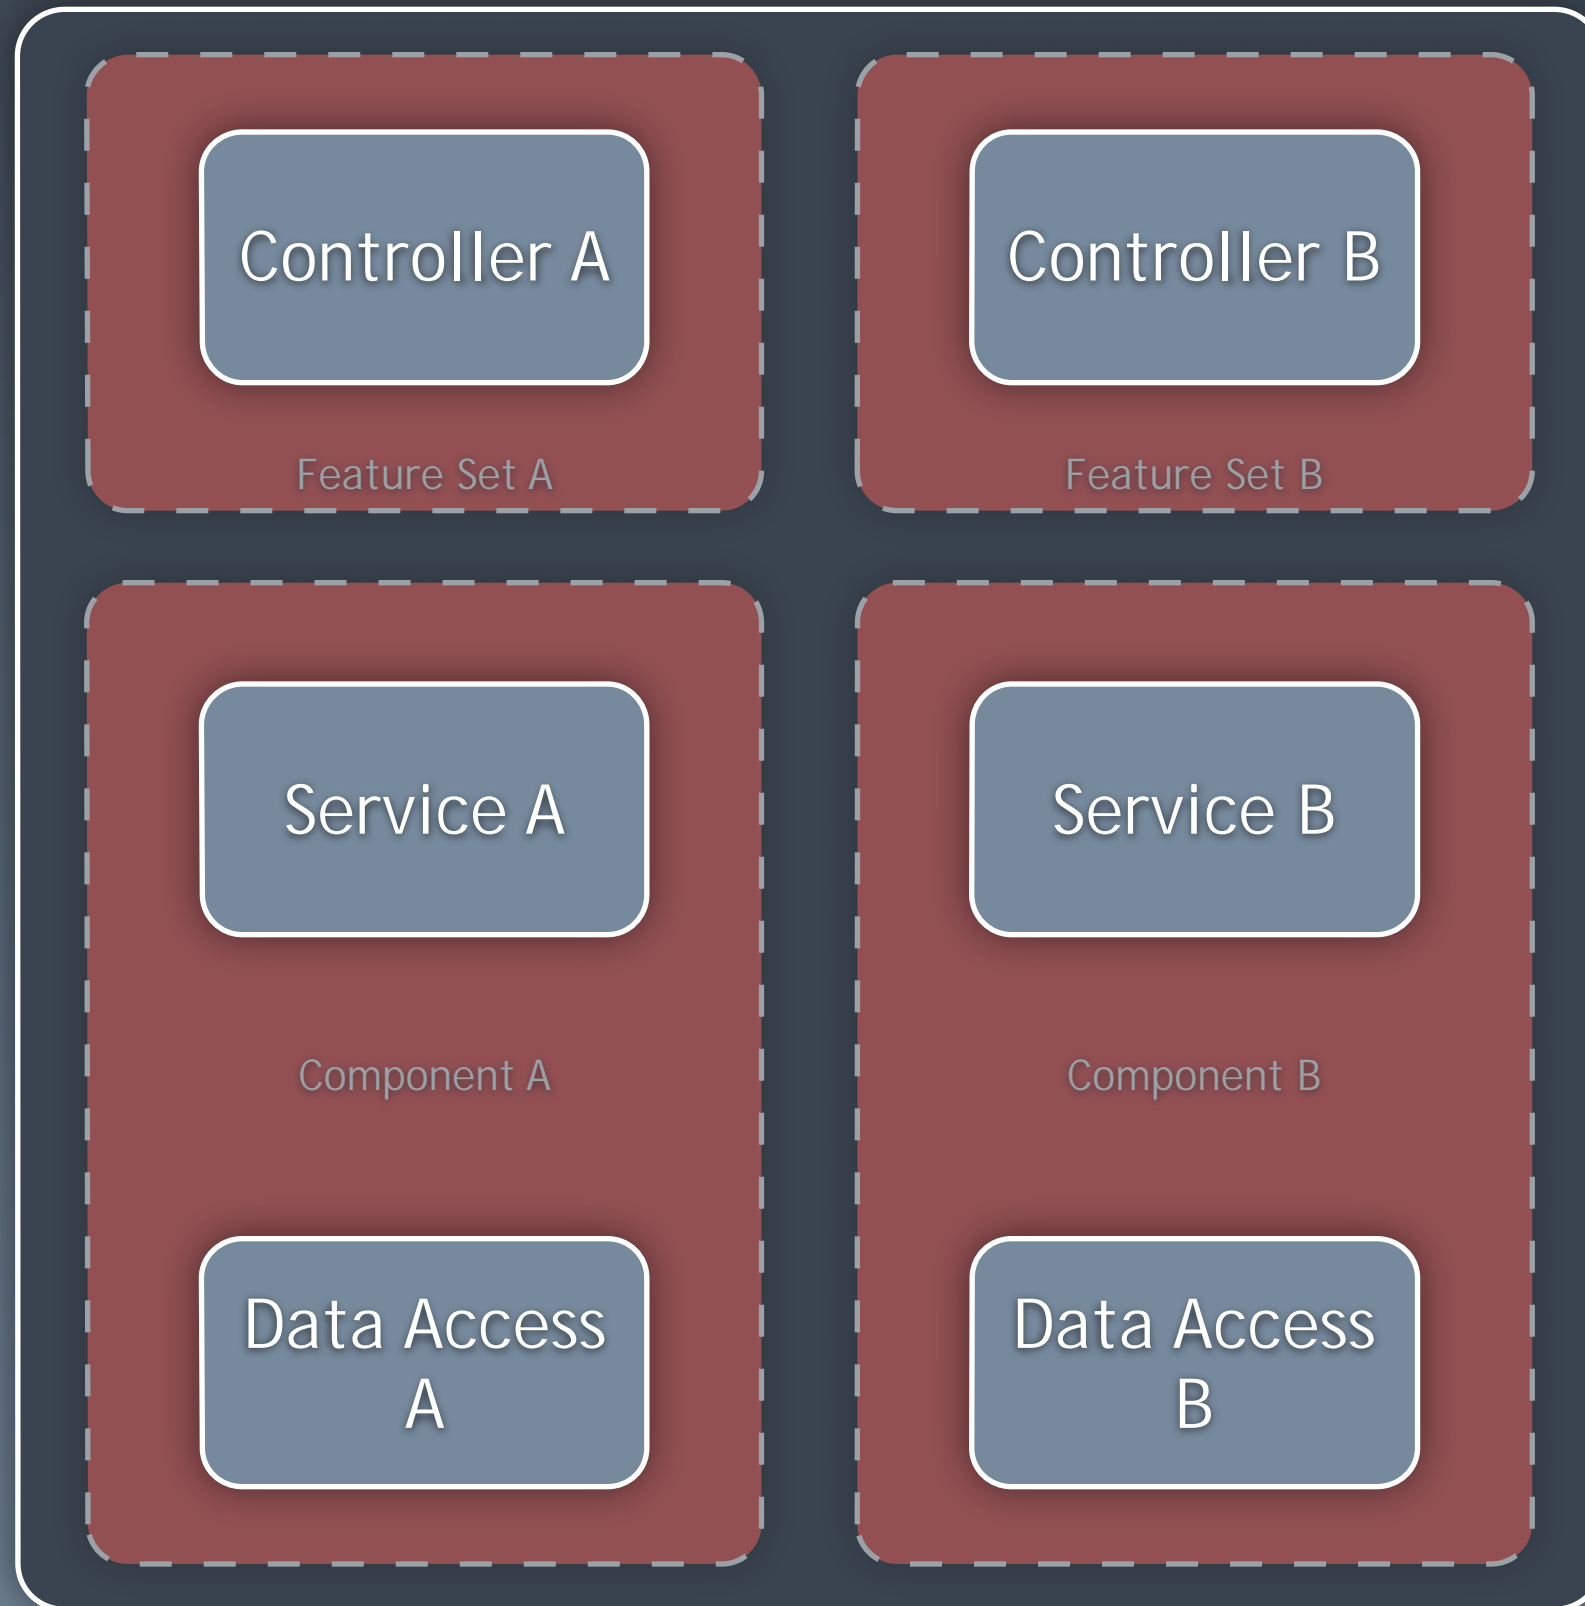 Controller A
Controller B
Feature Set A
Feature Set B
Service A
Service B
Component A
Component B
Data Access
A
Data Access
B